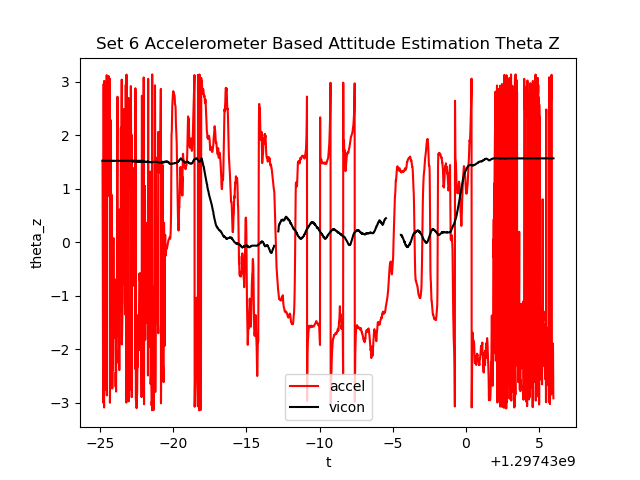 Set 6 Accelerometer Based Attitude Estimation Theta Z
theta_z
3
2
1
0
−1
−2
−3
accel
vicon
−25
−20
−15
−10
−5
0
5
t
+1.29743e9